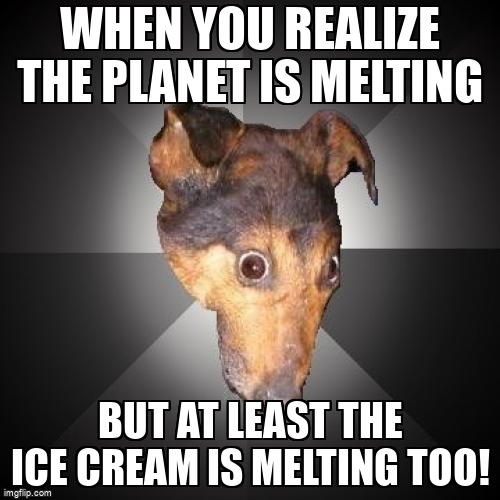 WHEN YOU REALIZE
THE PLANET IS MELTING
BUT AT LEAST THE
ICE CREAM IS MELTING TOO!
imgflip.com